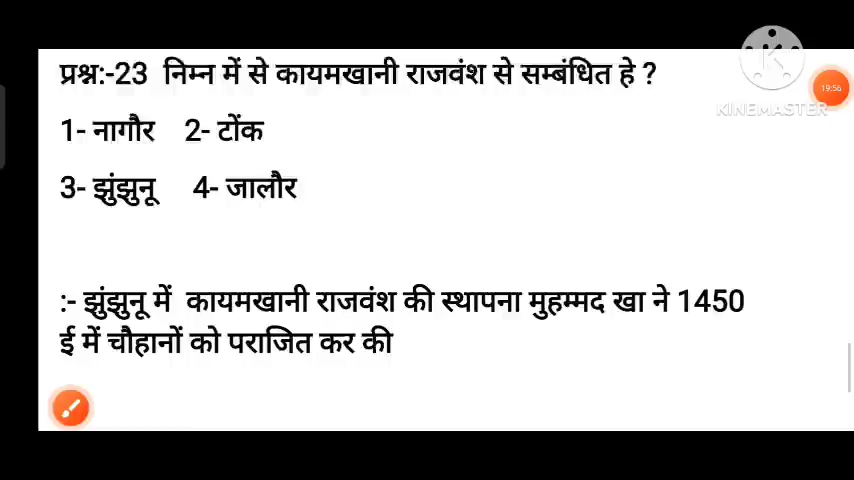 प्रश्न:-23 निम्न में से कायमखानी राजवंश से सम्बंधित हे ?
1- नागौर 2- टोंक
3- झुंझुनू 4- जालौर
:- झुंझुनू में कायमखानी राजवंश की स्थापना मुहम्मद खा ने 1450
ई में चौहानों को पराजित कर की
KINEMASTER
19:56